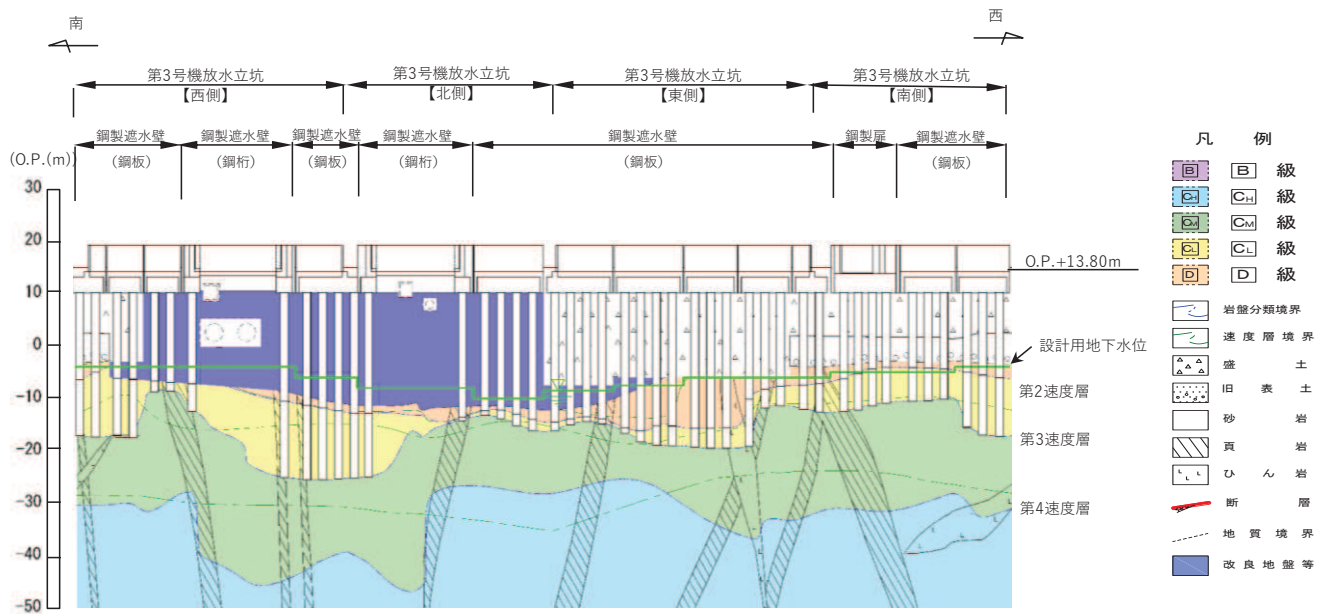 南
西
第3号機放水立坑
【西側】
第3号機放水立坑
【北側】
第3号機放水立坑
【東側】
第3号機放水立坑
【南側】
鋼製遮水壁
(鋼板)
鋼製遮水壁
(鋼桁)
鋼製遮水壁
(鋼板)
鋼製遮水壁
(鋼桁)
鋼製遮水壁
(鋼板)
鋼製扉
鋼製遮水壁
(鋼板)
(O.P.(m))
30
20
10
0
-10
-20
-30
-40
-50
O.P.+13.80m
設計用地下水位
第2速度層
第3速度層
第4速度層
凡 例
B B 級
CH CH 級
CM CM 級
CL CL 級
D D 級
岩盤分類境界
速度層境界
盛 土
旧 表 土
砂 岩
頁 岩
ひ ん 岩
断 層
地 質 境 界
改良地盤等